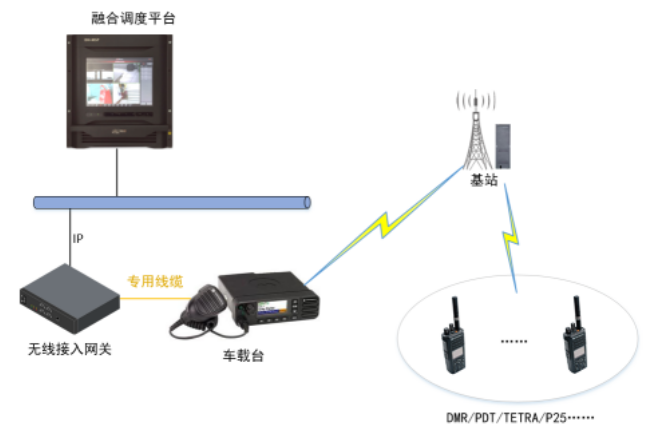 融合调度平台
基站
IP
专用线缆
无线接入网关
车载台
......
DMR/PDT/TETRA/P25······